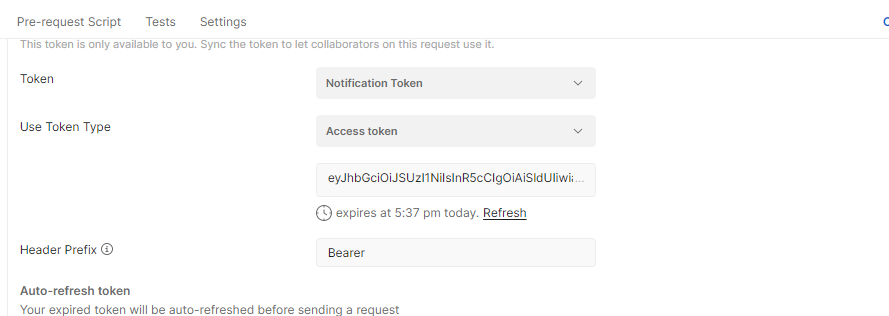 Pre-request Script Tests Settings
This token is only available to you. Sync the token to let collaborators on this request use it.
Token Notification Token
Use Token Type Access token
eyJhbGciOiJSUzI1NiIsInR5cCIgOiAiSldUIiwia...
expires at 5:37 pm today. Refresh
Header Prefix Bearer
Auto-refresh token
Your expired token will be auto-refreshed before sending a request